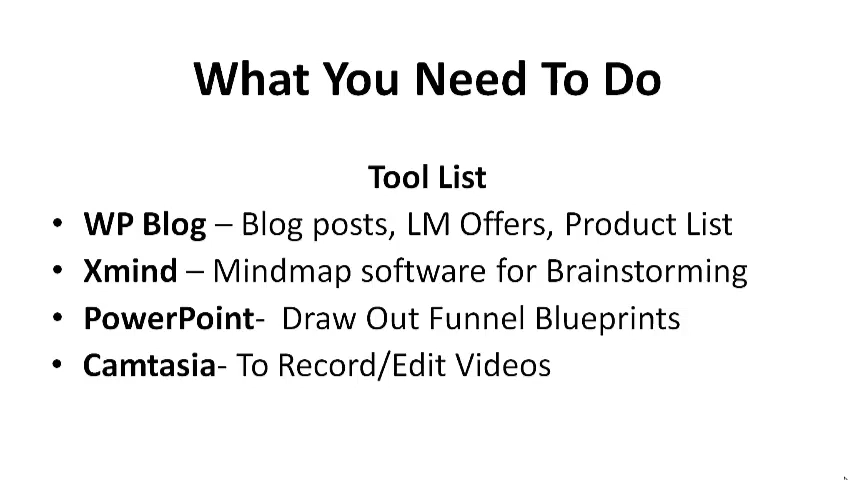 What You Need To Do
Tool List
• WP Blog – Blog posts, LM Offers, Product List
• Xmind – Mindmap software for Brainstorming
• PowerPoint-  Draw Out Funnel Blueprints
• Camtasia- To Record/Edit Videos